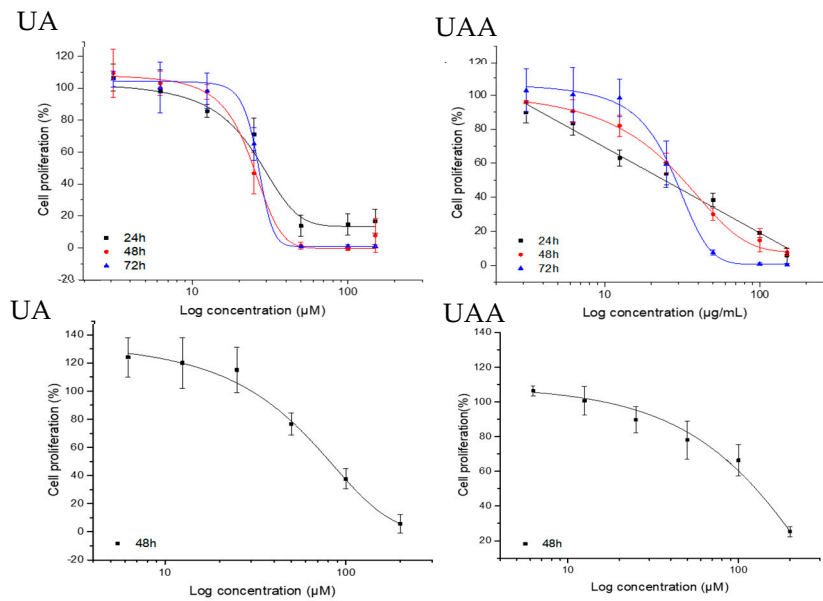 UA
UAA
120
100
80
60
40
20
0
-20
Cell proliferation (%)
24h
48h
72h
10
100
Log concentration (µM)
120
100
80
60
40
20
0
Cell proliferation (%)
24h
48h
72h
10
100
Log concentration (µg/mL)
UA
UAA
140
120
100
80
60
40
20
0
-20
Cell proliferation (%)
48h
10
100
Log concentration (µM)
140
120
100
80
60
40
20
Cell proliferation(%)
48h
10
100
Log concentration (µM)